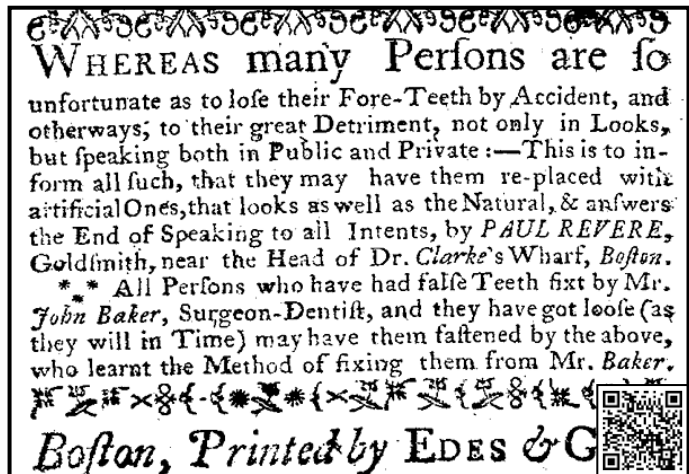 WHEREAS many Perſons are ſo
unfortunate as to loſe their Fore-Teeth by Accident, and
otherways, to their great Detriment, not only in Looks,
but ſpeaking both in Public and Private :—This is to in-
form all ſuch, that they may have them re-placed with
artificial Ones, that looks as well as the Natural, & anſwers
the End of Speaking to all Intents, by PAUL REVERE,
Goldſmith, near the Head of Dr. Clarke's Wharf, Boſton.
*⁎* All Perſons who have had falſe Teeth fixt by Mr.
John Baker, Surgeon-Dentiſt, and they have got looſe (as
they will in Time) may have them faſtened by the above,
who learnt the Method of fixing them from Mr. Baker.
Boſton, Printed by EDES & G